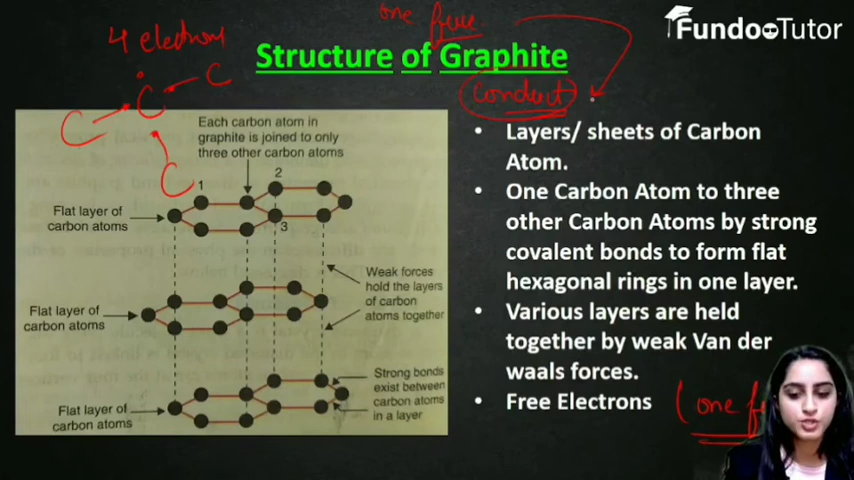 one free
FundooTutor
4 electrons
Structure of Graphite
conduct
C
C
C
C
Each carbon atom in
graphite is joined to only
three other carbon atoms
1
2
3
Flat layer of
carbon atoms
Weak forces
hold the layers
of carbon
atoms together
Flat layer of
carbon atoms
Strong bonds
exist between
carbon atoms
in a layer
Flat layer of
carbon atoms
• Layers/ sheets of Carbon
Atom.
• One Carbon Atom to three
other Carbon Atoms by strong
covalent bonds to form flat
hexagonal rings in one layer.
• Various layers are held
together by weak Van der
waals forces.
• Free Electrons
(one